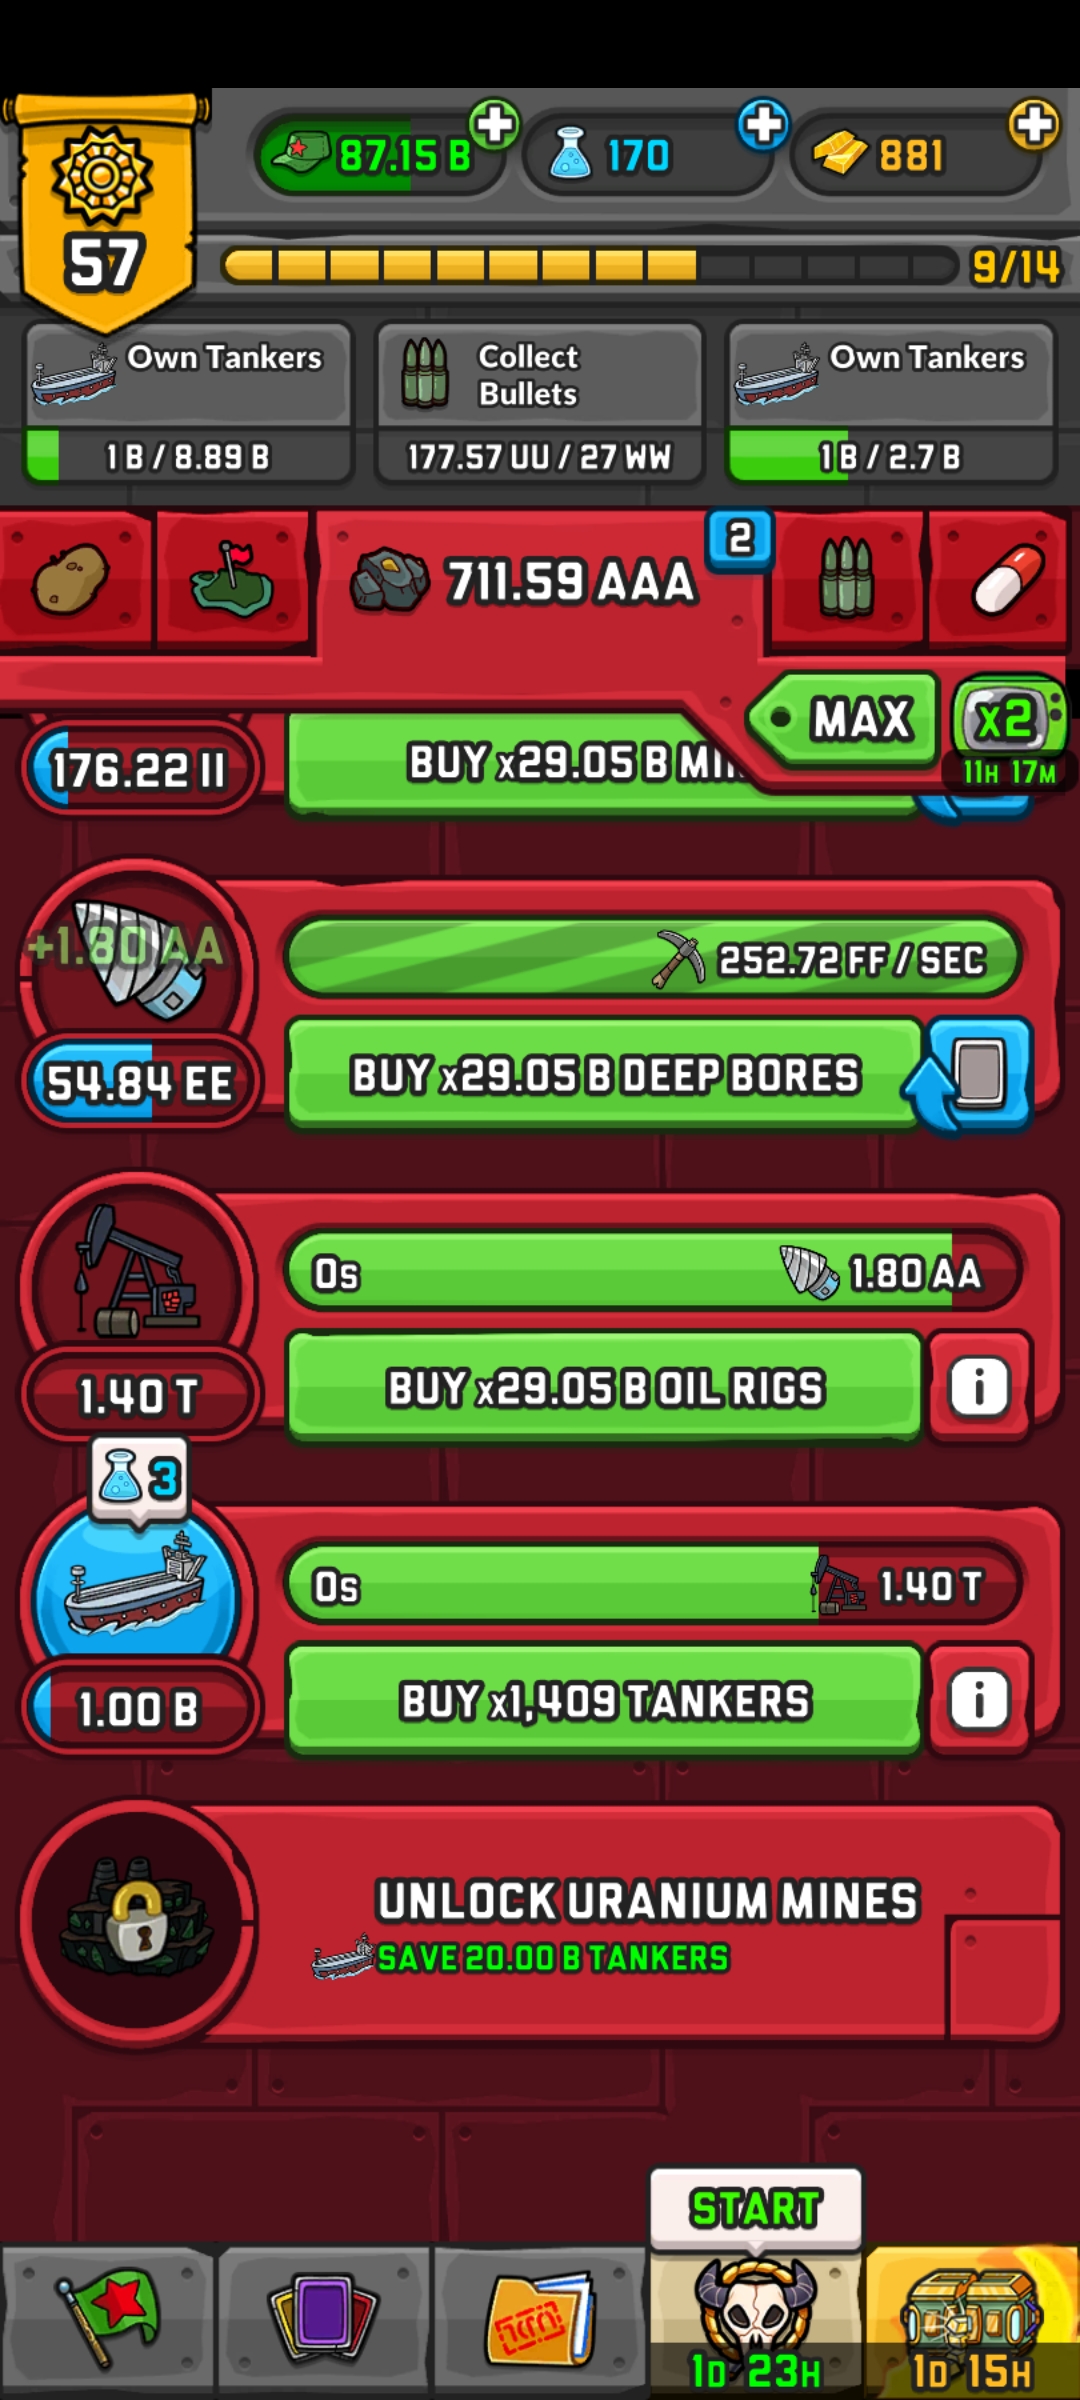 87.15 B
170
881
57
9/14
Own Tankers
1 B / 8.89 B
Collect
Bullets
177.57 UU / 27 WW
Own Tankers
1 B / 2.7 B
711.59 AAA
2
MAX
x2
11H 17M
176.22 II
BUY x29.05 B
+1.80 AA
252.72 FF / SEC
54.84 EE
BUY x29.05 B DEEP BORES
0s
1.80 AA
1.40 T
BUY x29.05 B OIL RIGS
i
3
0s
1.40 T
1.00 B
BUY x1,409 TANKERS
i
UNLOCK URANIUM MINES
SAVE 20.00 B TANKERS
START
1D 23H
1D 15H